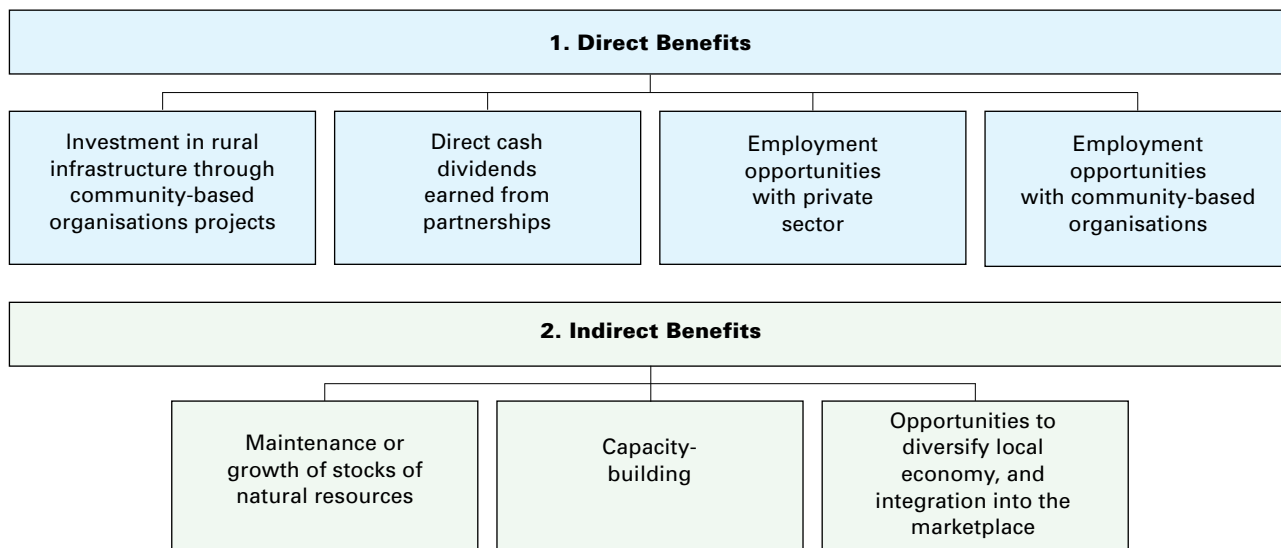 1. Direct Benefits
Investment in rural
infrastructure through
community-based
organisations projects
Direct cash
dividends
earned from
partnerships
Employment
opportunities
with private
sector
Employment
opportunities
with community-based
organisations
2. Indirect Benefits
Maintenance or
growth of stocks of
natural resources
Capacity-
building
Opportunities to
diversify local
economy, and
integration into the
marketplace